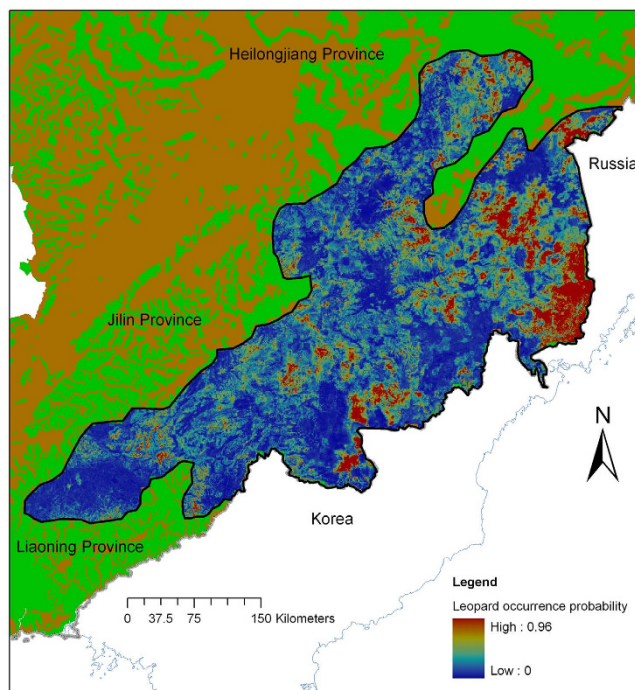 Heilongjiang Province
Russia
Jilin Province
N
Korea
Liaoning Province
0 37.5 75 150 Kilometers
Legend
Leopard occurrence probability
High : 0.96
Low : 0